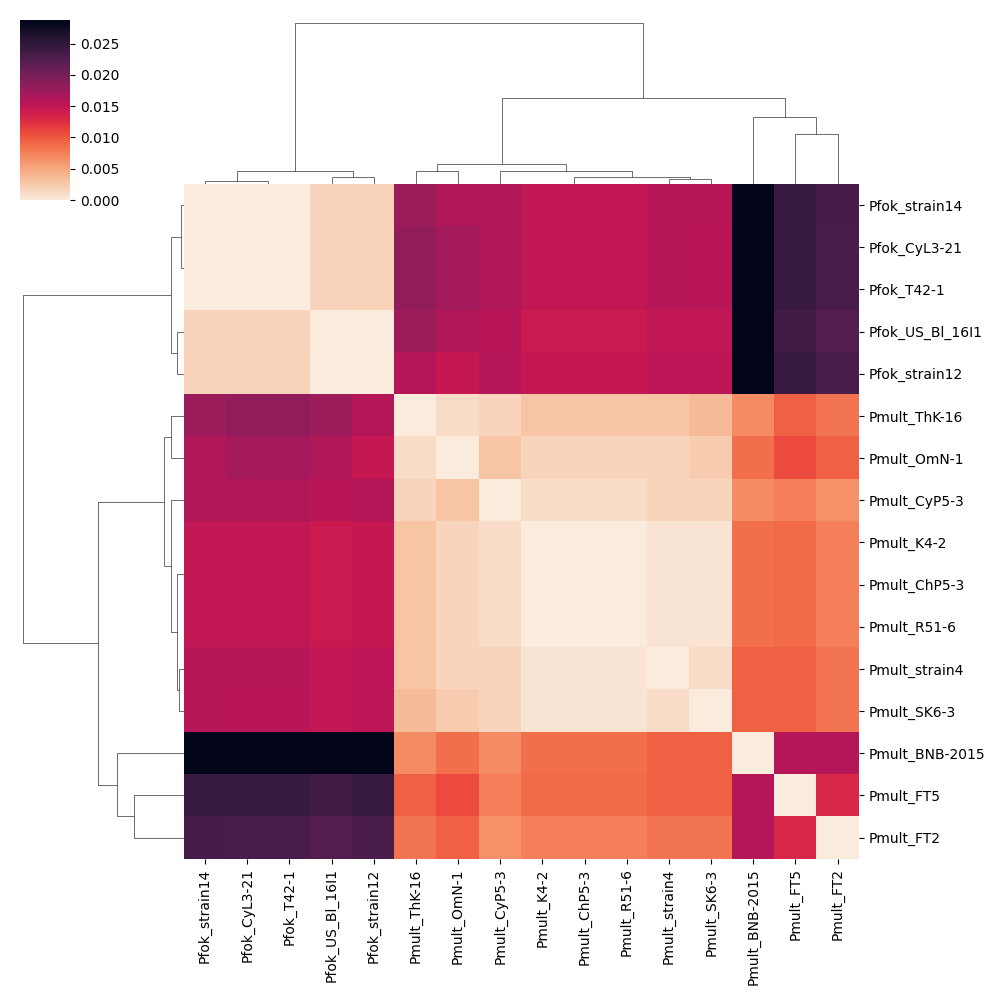 0.025
0.020
0.015
0.010
0.005
0.000
Pfok_strain14
Pfok_CyL3-21
Pfok_T42-1
Pfok_US_Bl_16I1
Pfok_strain12
Pmult_ThK-16
Pmult_OmN-1
Pmult_CyP5-3
Pmult_K4-2
Pmult_ChP5-3
Pmult_R51-6
Pmult_strain4
Pmult_SK6-3
Pmult_BNB-2015
Pmult_FT5
Pmult_FT2
Pfok_strain14
Pfok_CyL3-21
Pfok_T42-1
Pfok_US_Bl_16I1
Pfok_strain12
Pmult_ThK-16
Pmult_OmN-1
Pmult_CyP5-3
Pmult_K4-2
Pmult_ChP5-3
Pmult_R51-6
Pmult_strain4
Pmult_SK6-3
Pmult_BNB-2015
Pmult_FT5
Pmult_FT2